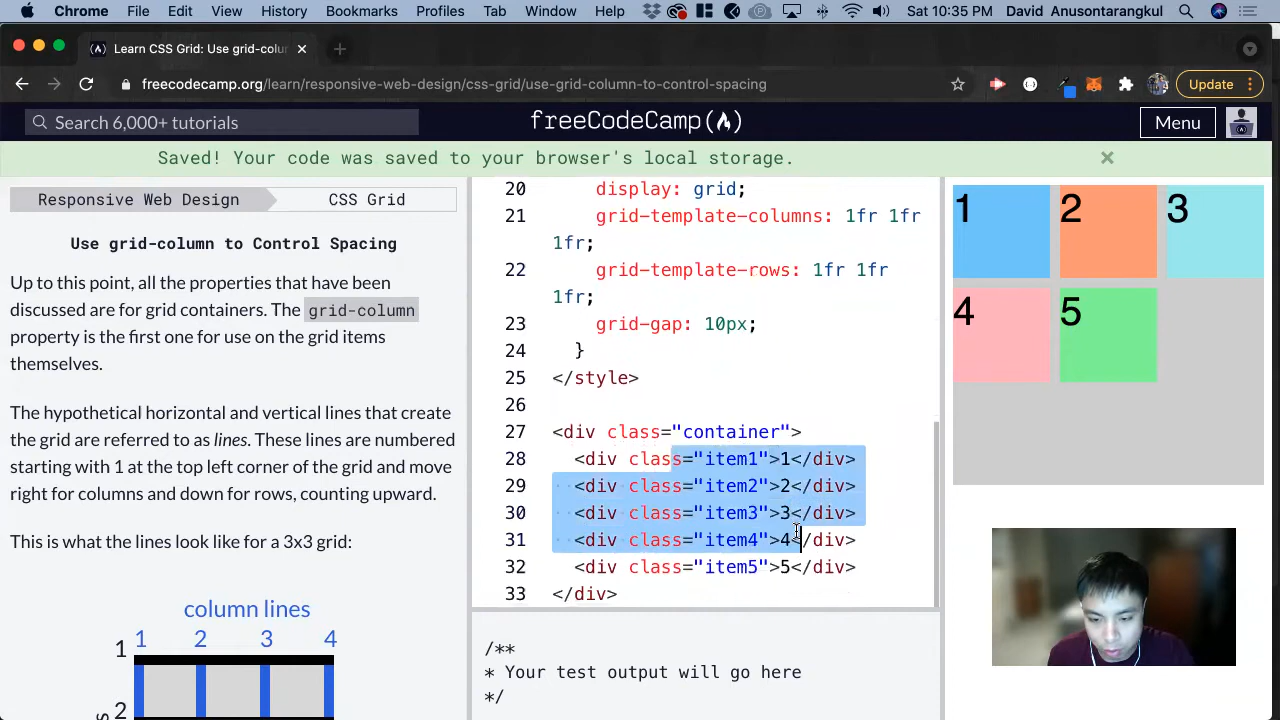 Chrome File Edit View History Bookmarks Profiles Tab Window Help Sat 10:35 PM David Anusontarangkul
Learn CSS Grid: Use grid-colu
freecodecamp.org/learn/responsive-web-design/css-grid/use-grid-column-to-control-spacing
Update
Search 6,000+ tutorials
freeCodeCamp
Menu
Saved! Your code was saved to your browser's local storage.
Responsive Web Design
CSS Grid
Use grid-column to Control Spacing
Up to this point, all the properties that have been
discussed are for grid containers. The grid-column
property is the first one for use on the grid items
themselves.
The hypothetical horizontal and vertical lines that create
the grid are referred to as lines. These lines are numbered
starting with 1 at the top left corner of the grid and move
right for columns and down for rows, counting upward.
This is what the lines look like for a 3x3 grid:
column lines
1 2 3 4
1
2
s
20 display: grid;
21 grid-template-columns: 1fr 1fr
1fr;
22 grid-template-rows: 1fr 1fr
1fr;
23 grid-gap: 10px;
24 }
25 </style>
26
27 <div class="container">
28 <div class="item1">1</div>
29 <div class="item2">2</div>
30 <div class="item3">3</div>
31 <div class="item4">4</div>
32 <div class="item5">5</div>
33 </div>
/**
* Your test output will go here
*/
1 2 3
4 5